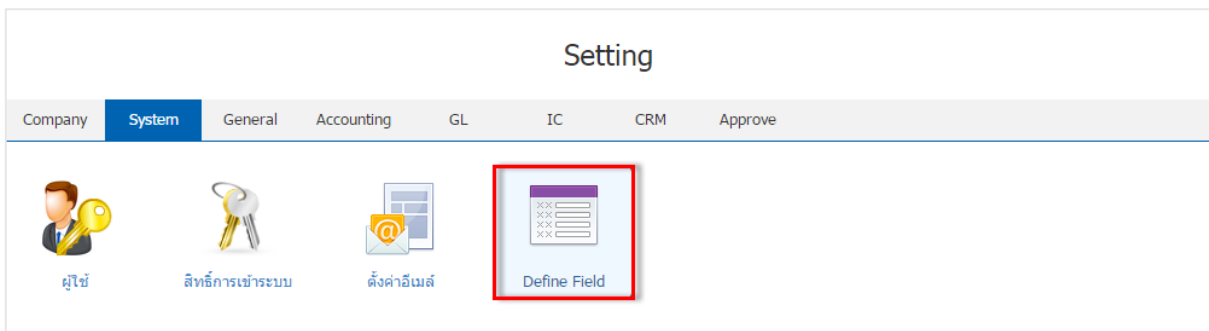 Setting
Company System General Accounting GL IC CRM Approve
ผู้ใช้ สิทธิ์การเข้าระบบ ตั้งค่าอีเมล์ Define Field